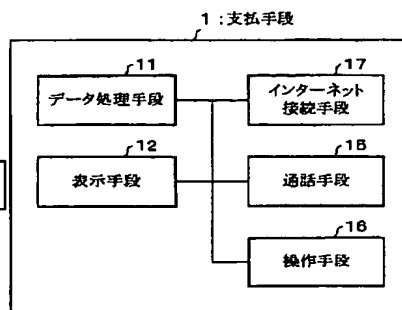 1:支払手段
11
データ処理手段
17
インターネット
接続手段
12
表示手段
15
通話手段
16
操作手段